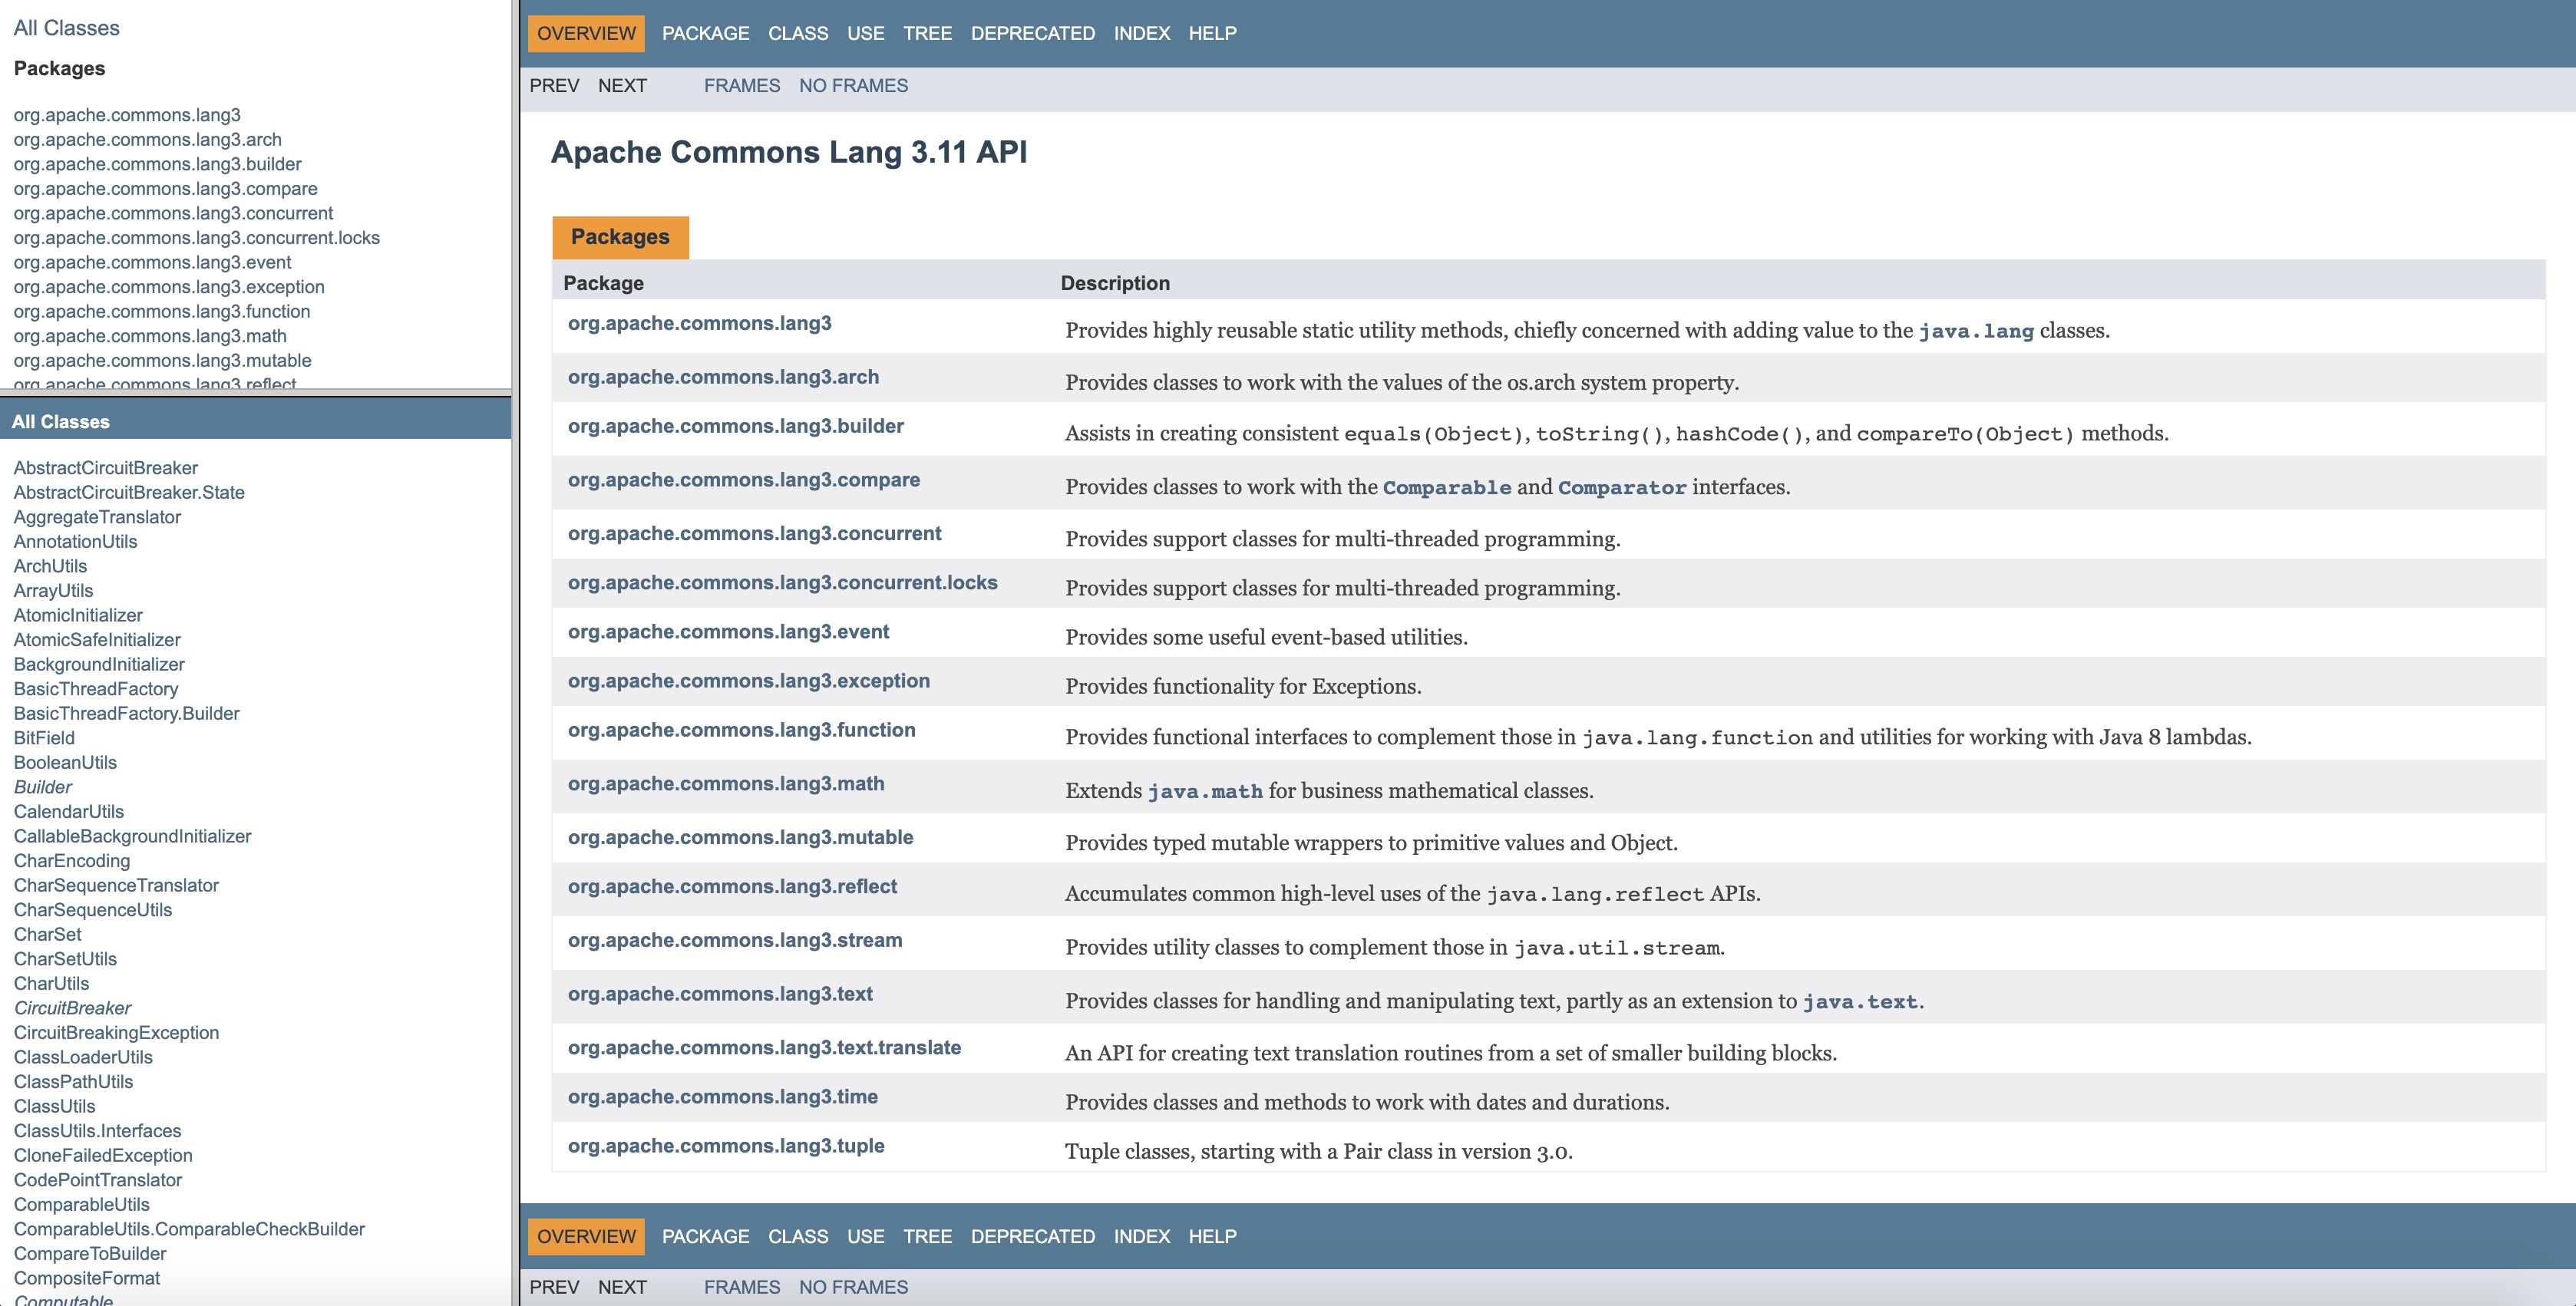 All Classes
Packages
org.apache.commons.lang3
org.apache.commons.lang3.arch
org.apache.commons.lang3.builder
org.apache.commons.lang3.compare
org.apache.commons.lang3.concurrent
org.apache.commons.lang3.concurrent.locks
org.apache.commons.lang3.event
org.apache.commons.lang3.exception
org.apache.commons.lang3.function
org.apache.commons.lang3.math
org.apache.commons.lang3.mutable
org.apache.commons.lang3.reflect
All Classes
AbstractCircuitBreaker
AbstractCircuitBreaker.State
AggregateTranslator
AnnotationUtils
ArchUtils
ArrayUtils
AtomicInitializer
AtomicSafeInitializer
BackgroundInitializer
BasicThreadFactory
BasicThreadFactory.Builder
BitField
BooleanUtils
Builder
CalendarUtils
CallableBackgroundInitializer
CharEncoding
CharSequenceTranslator
CharSequenceUtils
CharSet
CharSetUtils
CharUtils
CircuitBreaker
CircuitBreakingException
ClassLoaderUtils
ClassPathUtils
ClassUtils
ClassUtils.Interfaces
CloneFailedException
CodePointTranslator
ComparableUtils
ComparableUtils.ComparableCheckBuilder
CompareToBuilder
CompositeFormat
Computable
OVERVIEW PACKAGE CLASS USE TREE DEPRECATED INDEX HELP
PREV NEXT FRAMES NO FRAMES
Apache Commons Lang 3.11 API
Packages
Package Description
org.apache.commons.lang3 Provides highly reusable static utility methods, chiefly concerned with adding value to the java.lang classes.
org.apache.commons.lang3.arch Provides classes to work with the values of the os.arch system property.
org.apache.commons.lang3.builder Assists in creating consistent equals(Object), toString(), hashCode(), and compareTo(Object) methods.
org.apache.commons.lang3.compare Provides classes to work with the Comparable and Comparator interfaces.
org.apache.commons.lang3.concurrent Provides support classes for multi-threaded programming.
org.apache.commons.lang3.concurrent.locks Provides support classes for multi-threaded programming.
org.apache.commons.lang3.event Provides some useful event-based utilities.
org.apache.commons.lang3.exception Provides functionality for Exceptions.
org.apache.commons.lang3.function Provides functional interfaces to complement those in java.lang.function and utilities for working with Java 8 lambdas.
org.apache.commons.lang3.math Extends java.math for business mathematical classes.
org.apache.commons.lang3.mutable Provides typed mutable wrappers to primitive values and Object.
org.apache.commons.lang3.reflect Accumulates common high-level uses of the java.lang.reflect APIs.
org.apache.commons.lang3.stream Provides utility classes to complement those in java.util.stream.
org.apache.commons.lang3.text Provides classes for handling and manipulating text, partly as an extension to java.text.
org.apache.commons.lang3.text.translate An API for creating text translation routines from a set of smaller building blocks.
org.apache.commons.lang3.time Provides classes and methods to work with dates and durations.
org.apache.commons.lang3.tuple Tuple classes, starting with a Pair class in version 3.0.
OVERVIEW PACKAGE CLASS USE TREE DEPRECATED INDEX HELP
PREV NEXT FRAMES NO FRAMES